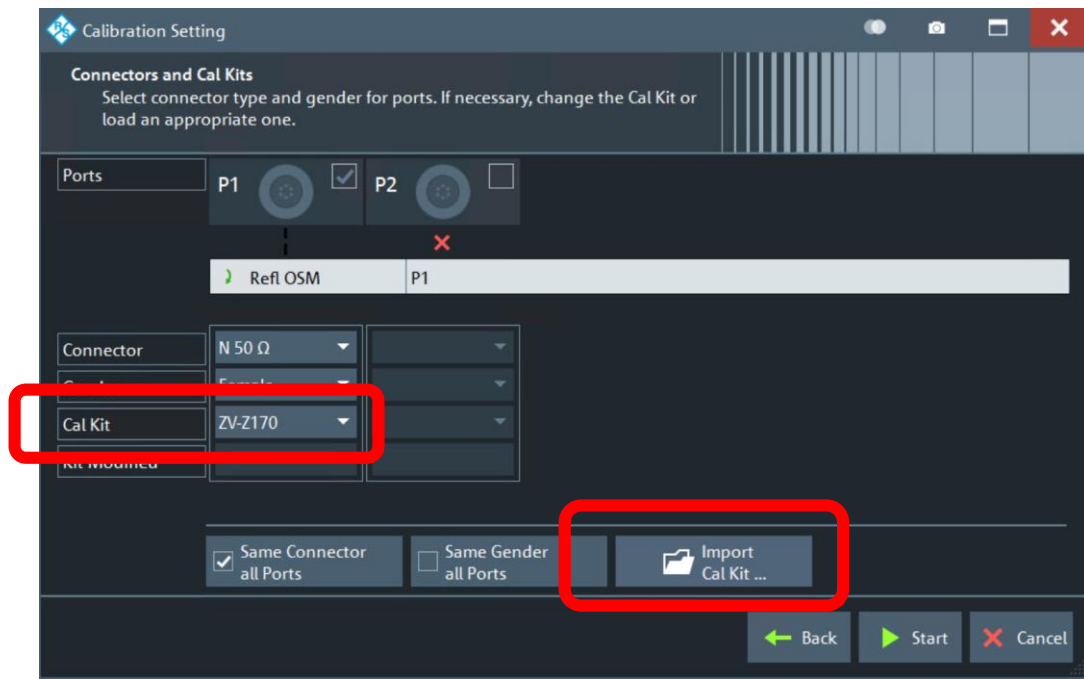 Calibration Setting
Connectors and Cal Kits
Select connector type and gender for ports. If necessary, change the Cal Kit or
load an appropriate one.
Ports
P1
P2
Refl OSM
P1
Connector
N 50 Ω
Cal Kit
ZV-Z170
Same Connector
all Ports
Same Gender
all Ports
Import
Cal Kit ...
Back
Start
Cancel